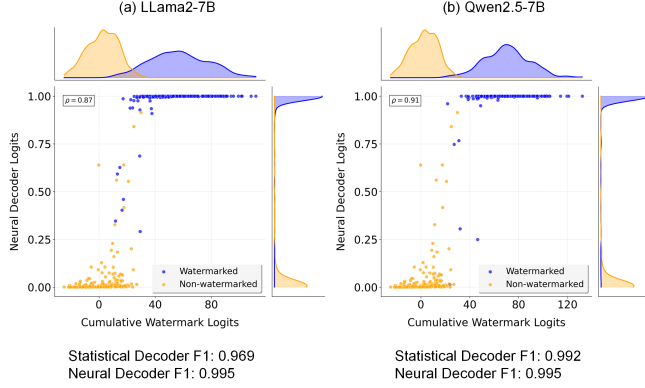 (a) LLama2-7B
(b) Qwen2.5-7B
ρ = 0.87
Neural Decoder Logits
1.00
0.75
0.50
0.25
0.00
Watermarked
Non-watermarked
0
40
80
Cumulative Watermark Logits
ρ = 0.91
Neural Decoder Logits
1.00
0.75
0.50
0.25
0.00
Watermarked
Non-watermarked
0
40
80
120
Cumulative Watermark Logits
Statistical Decoder F1: 0.969
Neural Decoder F1: 0.995
Statistical Decoder F1: 0.992
Neural Decoder F1: 0.995